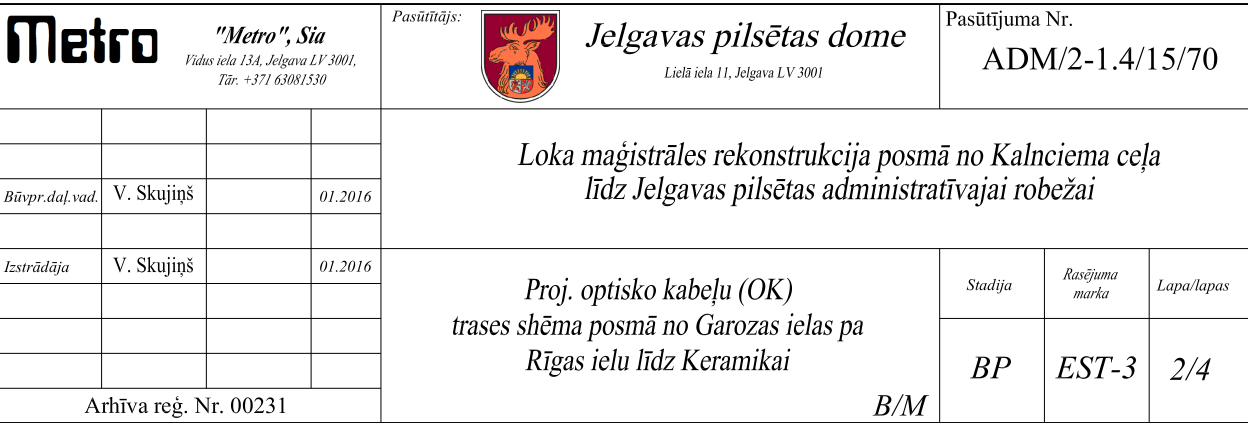 Metro
"Metro", Sia
Vidus iela 13A, Jelgava LV 3001,
Tār. +371 63081530
Pasūtītājs:
Jelgavas pilsētas dome
Lielā iela 11, Jelgava LV 3001
Pasūtījuma Nr.
ADM/2-1.4/15/70
Loka maģistrāles rekonstrukcija posmā no Kalnciema ceļa
līdz Jelgavas pilsētas administratīvajai robežai
Būvpr.daļ.vad. V. Skujiņš 01.2016
Izstrādāja V. Skujiņš 01.2016
Arhīva reģ. Nr. 00231
Proj. optisko kabeļu (OK)
trases shēma posmā no Garozas ielas pa
Rīgas ielu līdz Keramikai
B/M
Stadija
Rasējuma
marka
Lapa/lapas
BP EST-3 2/4